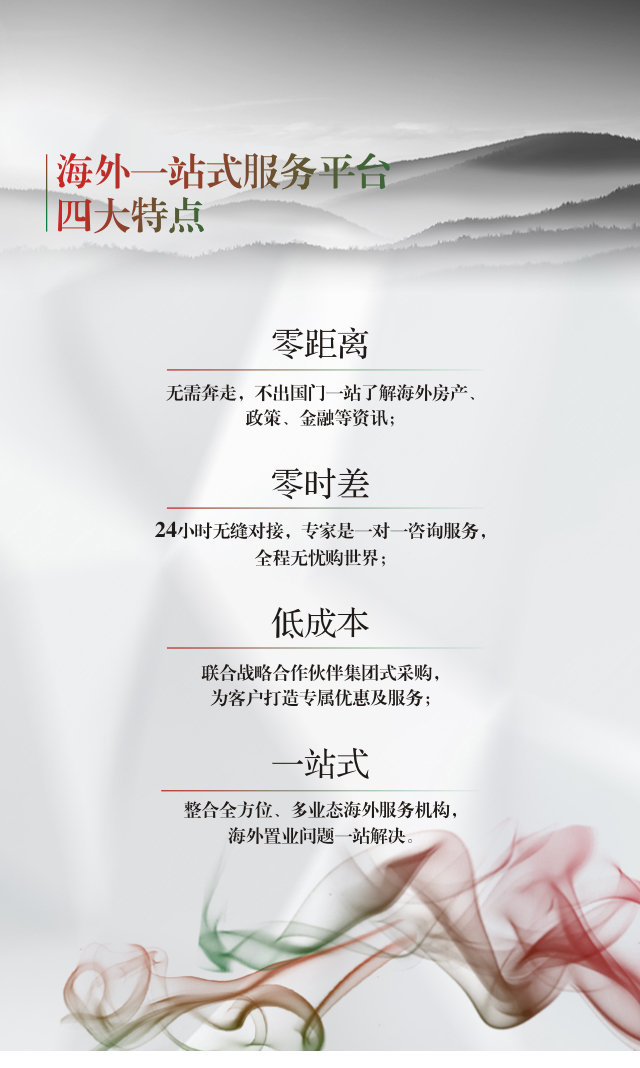 海外一站式服务平台
四大特点
零距离
无需奔走，不出国门一站了解海外房产、
政策、金融等资讯；
零时差
24小时无缝对接，专家是一对一咨询服务，
全程无忧购世界；
低成本
联合战略合作伙伴集团式采购，
为客户打造专属优惠及服务；
一站式
整合全方位、多业态海外服务机构，
海外置业问题一站解决。